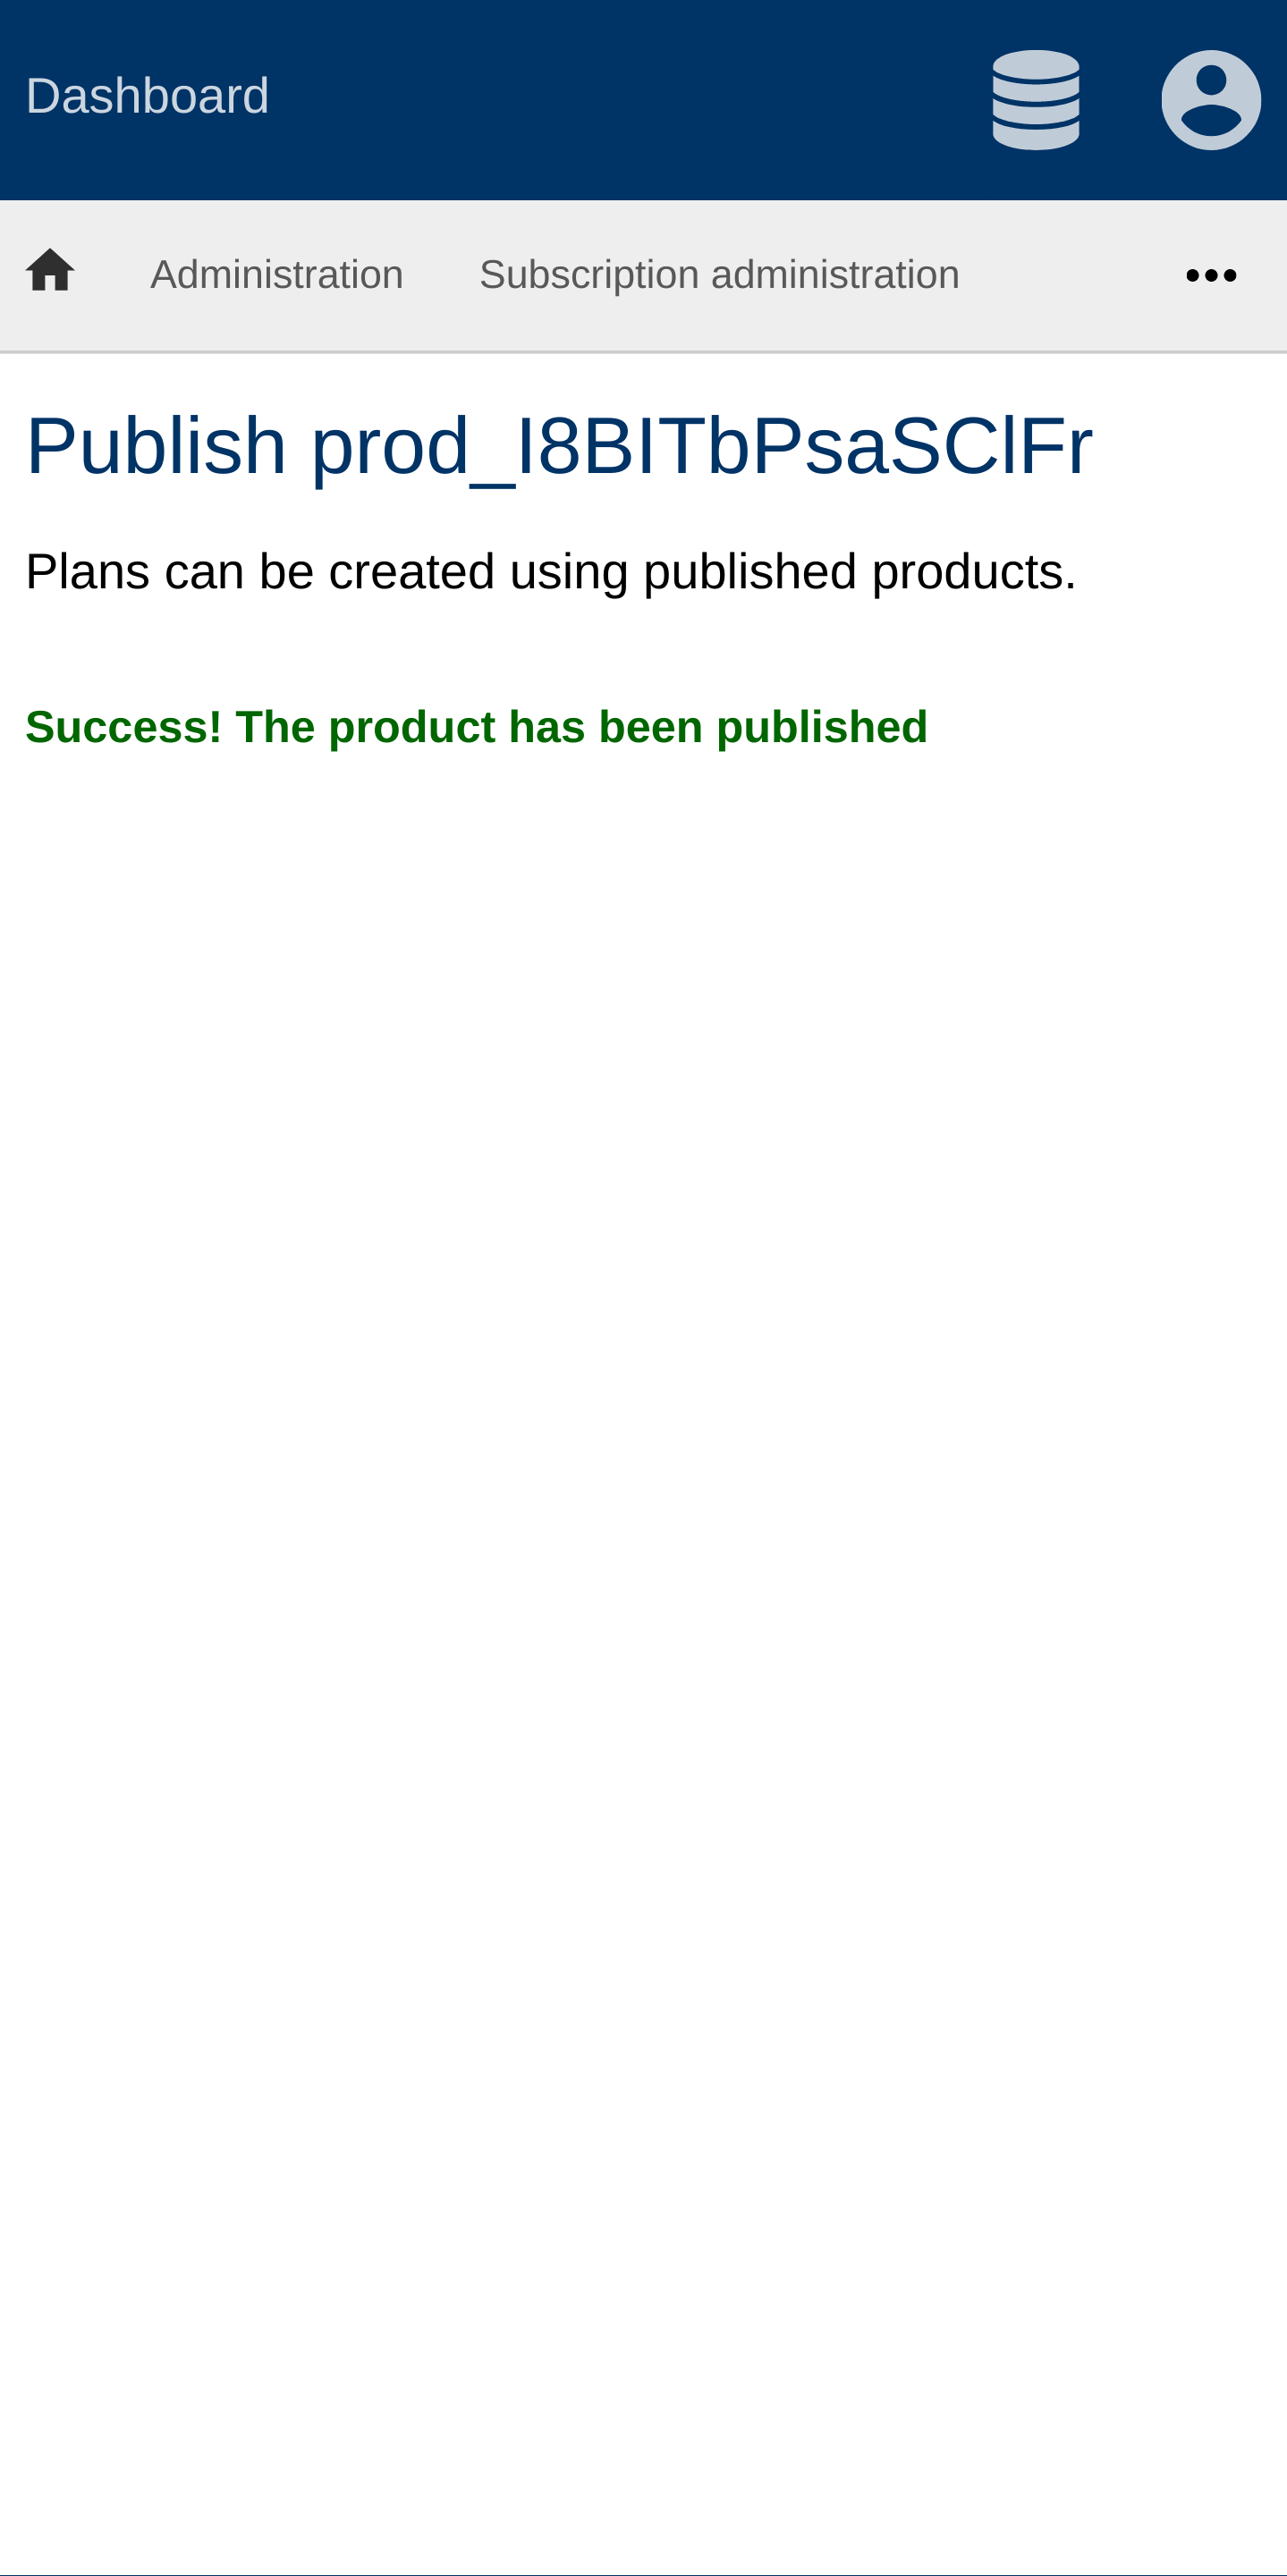 Dashboard
Administration Subscription administration
Publish prod_I8BITbPsaSClFr
Plans can be created using published products.
Success! The product has been published